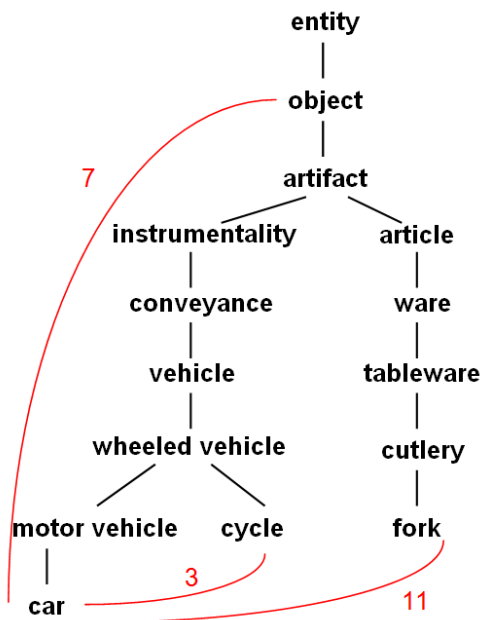 entity
object
7
artifact
instrumentality article
conveyance ware
vehicle tableware
wheeled vehicle cutlery
motor vehicle cycle fork
3
car 11